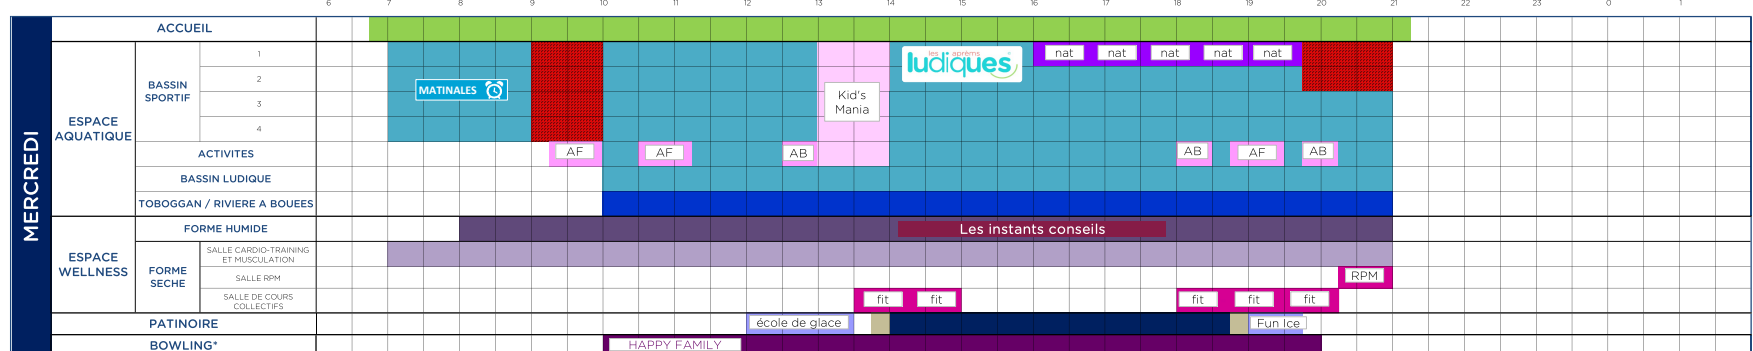 6 7 8 9 10 11 12 13 14 15 16 17 18 19 20 21 22 23 0 1
MERCREDI
ACCUEIL
ESPACE
AQUATIQUE
BASSIN
SPORTIF
1
2
3
4
MATINALES
Kid's
Mania
les aprèms
ludiques
nat nat nat nat nat
ACTIVITES
AF AF AB AB AF AB
BASSIN LUDIQUE
TOBOGGAN / RIVIERE A BOUEES
ESPACE
WELLNESS
FORME HUMIDE
Les instants conseils
FORME
SECHE
SALLE CARDIO-TRAINING
ET MUSCULATION
SALLE RPM
RPM
SALLE DE COURS
COLLECTIFS
fit fit fit fit fit
PATINOIRE
école de glace Fun Ice
BOWLING*
HAPPY FAMILY